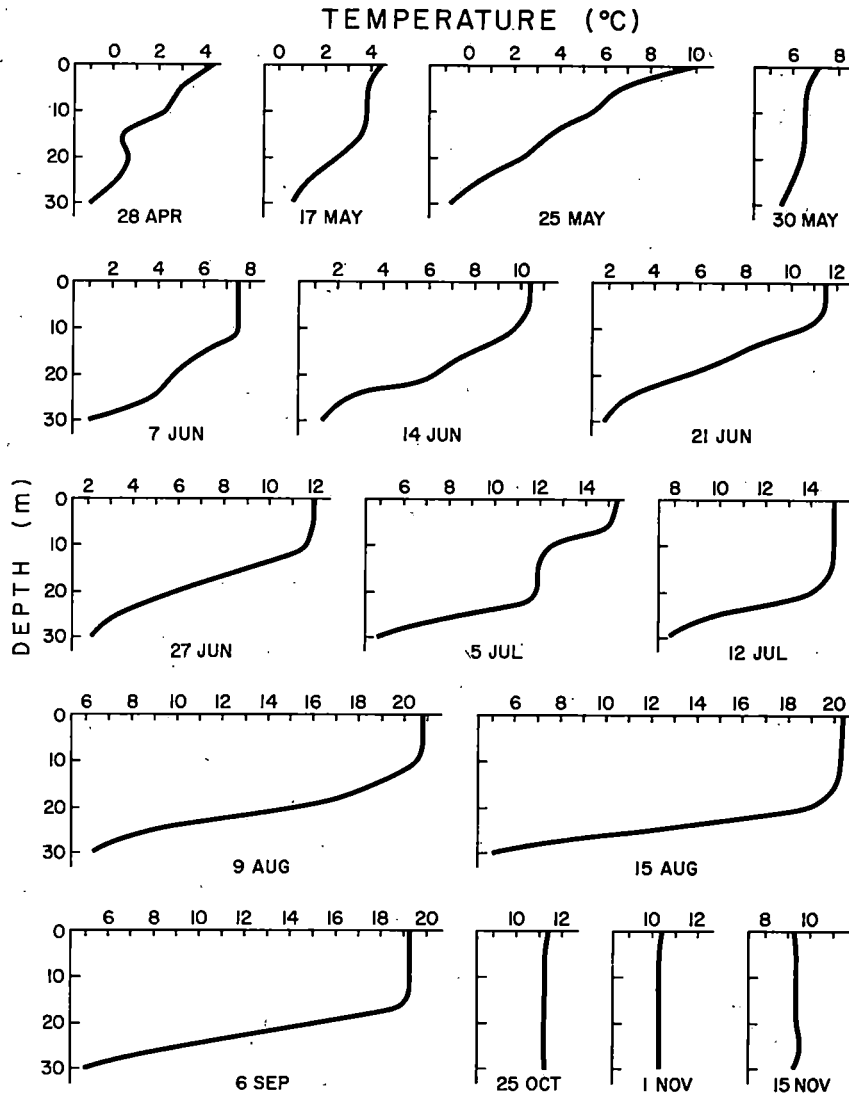 TEMPERATURE (°C)
0 2 4
0 2 4
0 2 4 6 8 10
6 8
0
10
20
30
28 APR
17 MAY
25 MAY
30 MAY
2 4 6 8
2 4 6 8 10
2 4 6 8 10 12
0
10
20
30
7 JUN
14 JUN
21 JUN
2 4 6 8 10 12
6 8 10 12 14
8 10 12 14
0
10
20
30
DEPTH (m)
27 JUN
5 JUL
12 JUL
6 8 10 12 14 16 18 20
6 8 10 12 14 16 18 20
0
10
20
30
9 AUG
15 AUG
6 8 10 12 14 16 18 20
10 12
10 12
8 10
0
10
20
30
6 SEP
25 OCT
1 NOV
15 NOV